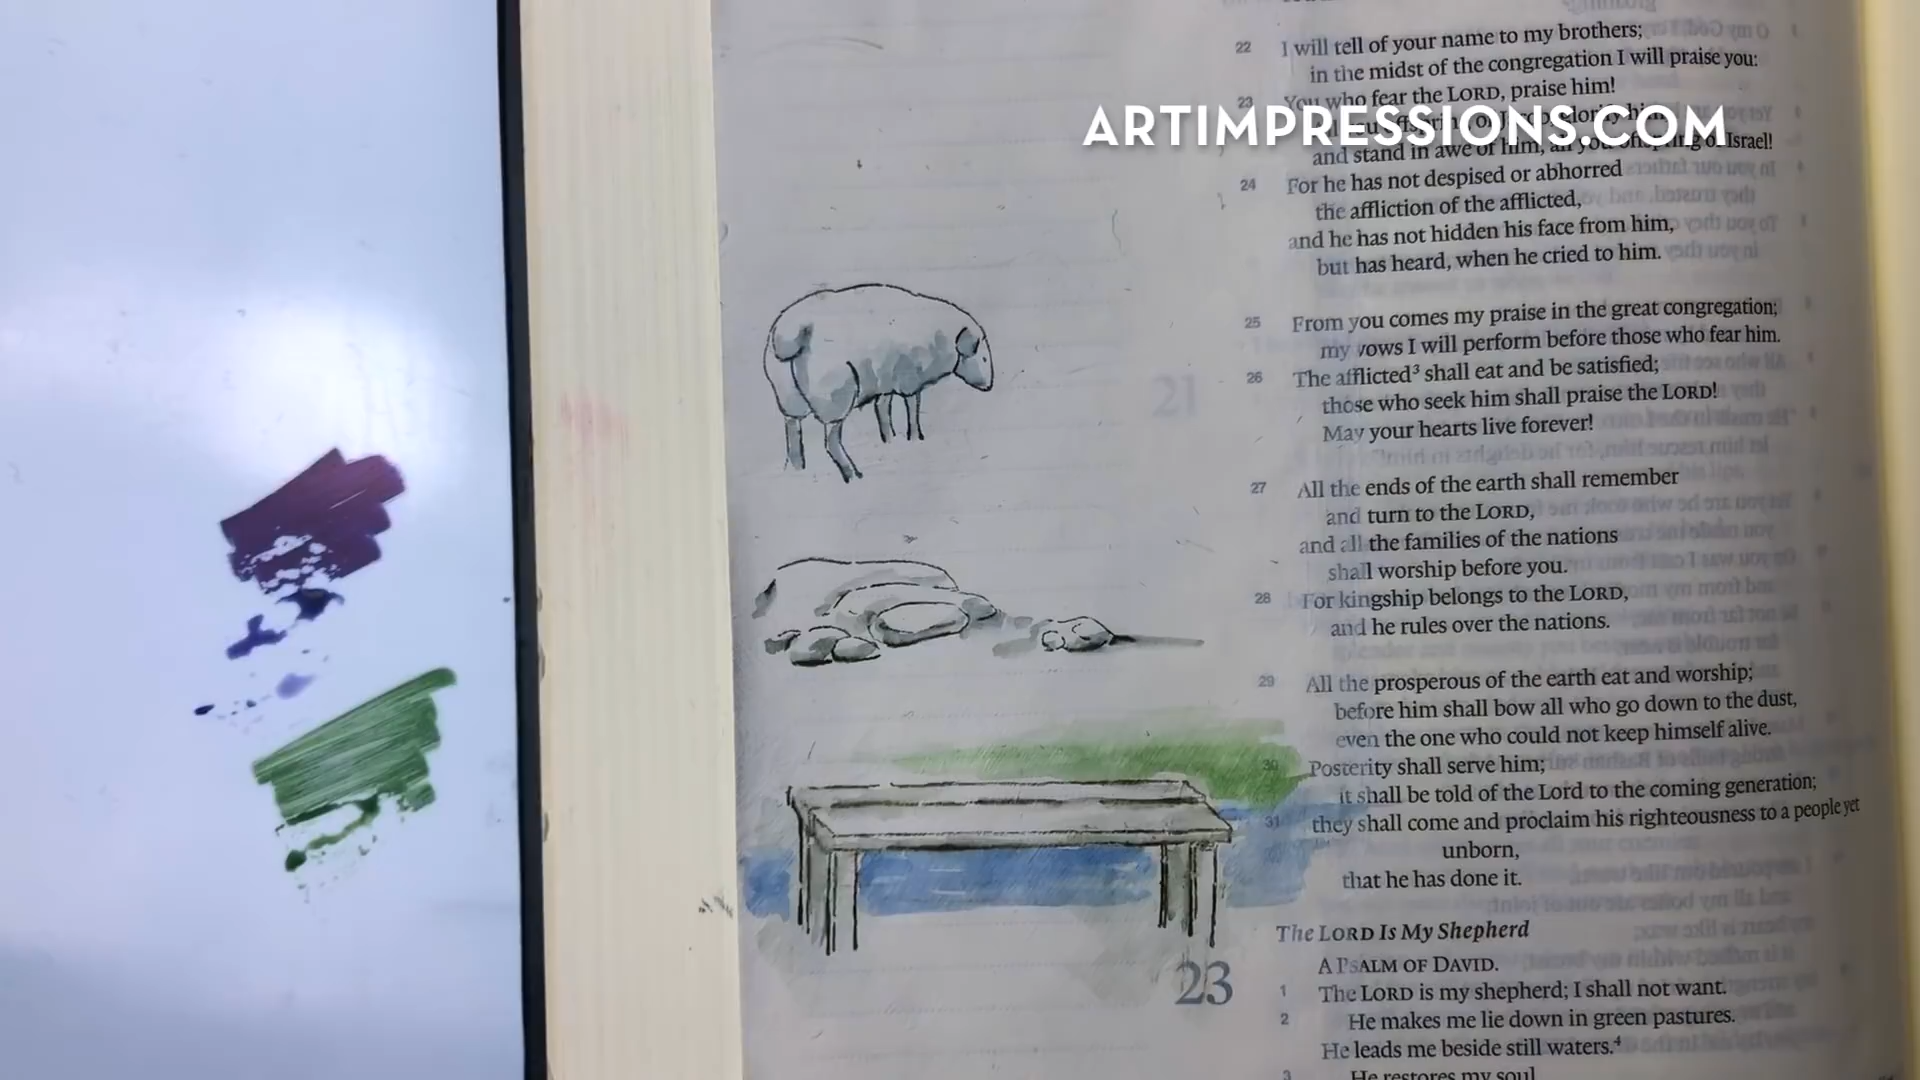 22 I will tell of your name to my brothers;
in the midst of the congregation I will praise you:
23 You who fear the LORD, praise him!
ARTIMPRESSIONS.COM
and stand in awe of him, all you offspring of Israel!
24 For he has not despised or abhorred
the affliction of the afflicted,
and he has not hidden his face from him,
but has heard, when he cried to him.
25 From you comes my praise in the great congregation;
my vows I will perform before those who fear him.
26 The afflicted³ shall eat and be satisfied;
21
those who seek him shall praise the LORD!
May your hearts live forever!
27 All the ends of the earth shall remember
and turn to the LORD,
and all the families of the nations
shall worship before you.
28 For kingship belongs to the LORD,
and he rules over the nations.
29 All the prosperous of the earth eat and worship;
before him shall bow all who go down to the dust,
even the one who could not keep himself alive.
30 Posterity shall serve him;
it shall be told of the Lord to the coming generation;
31 they shall come and proclaim his righteousness to a people yet
unborn,
that he has done it.
The LORD Is My Shepherd
A PSALM OF DAVID.
23
1 The LORD is my shepherd; I shall not want.
2 He makes me lie down in green pastures.
He leads me beside still waters.⁴
3 He restores my soul